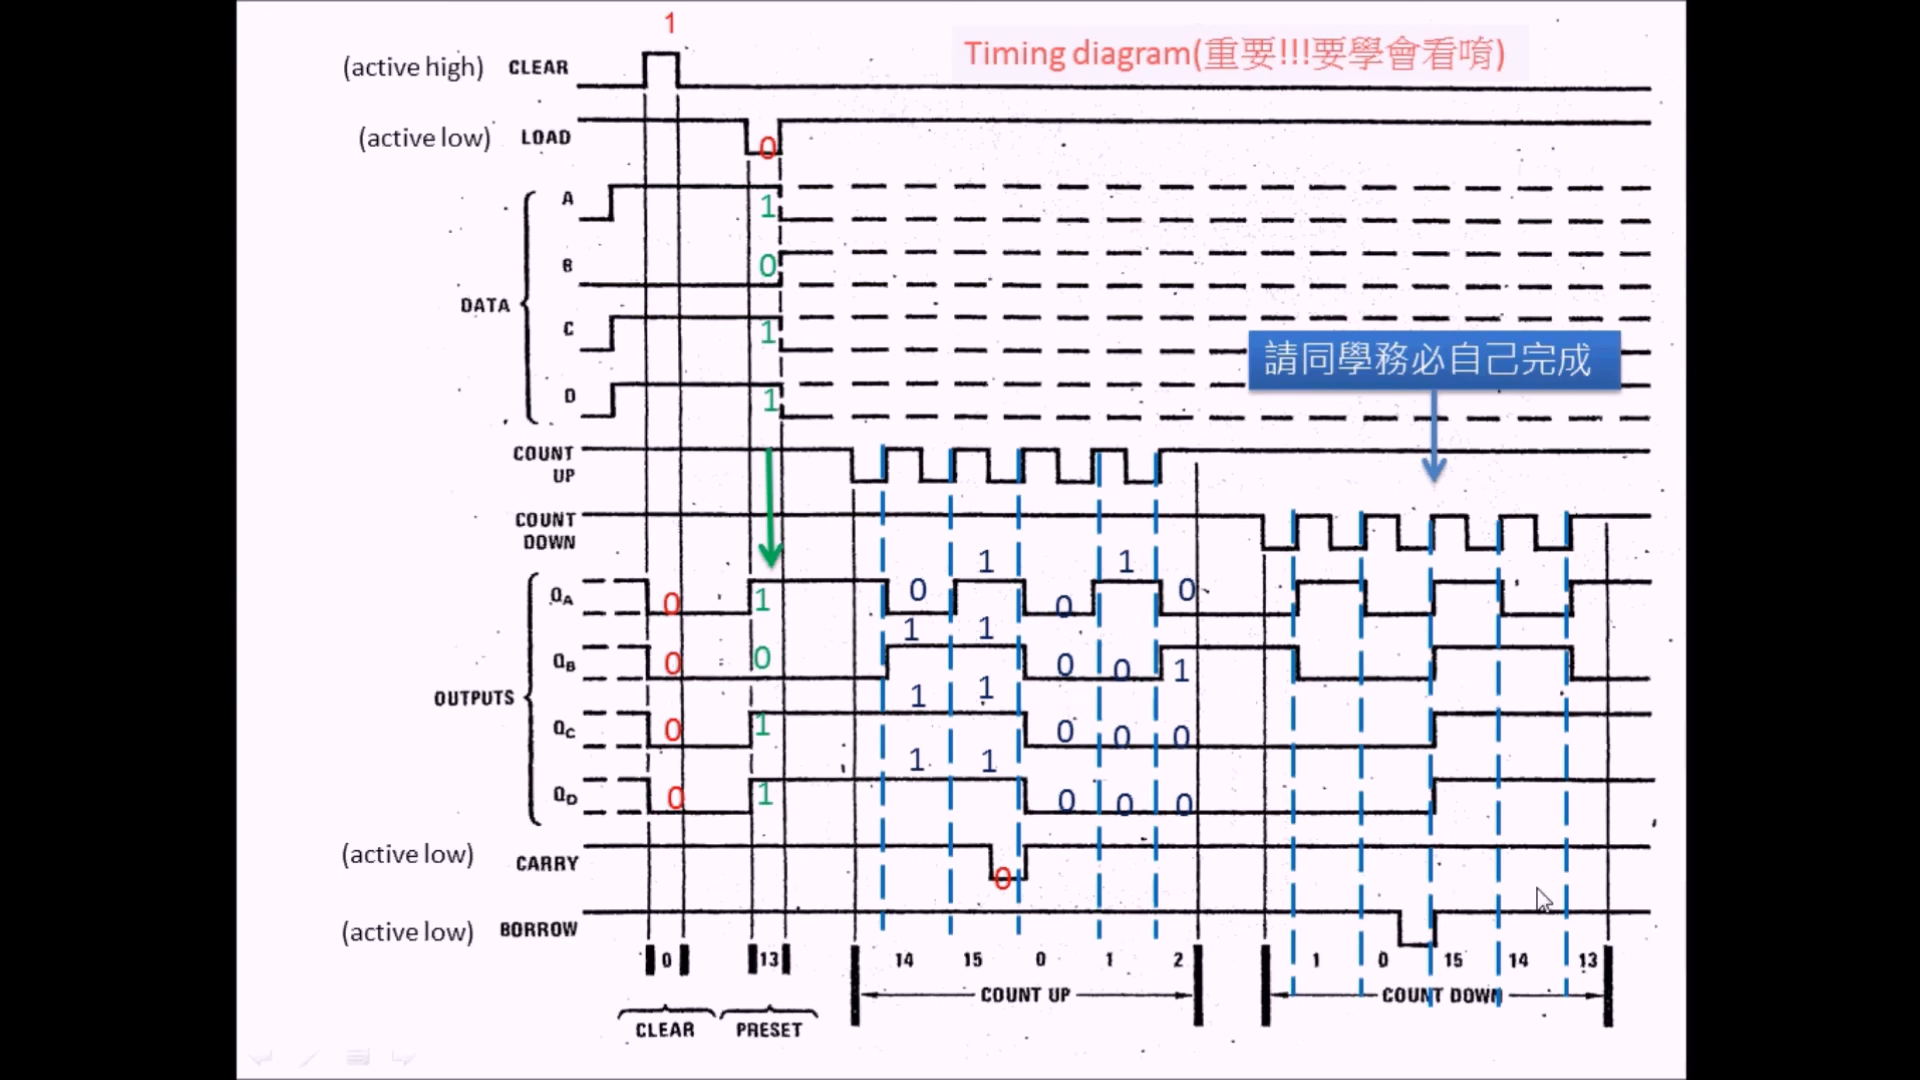 1
Timing diagram(重要!!!要學會看唷)
(active high) CLEAR
(active low) LOAD
0
A
1
B
0
DATA
C
1
請同學務必自己完成
D
1
COUNT
UP
COUNT
DOWN
1 1
QA 0 1 0 0 0
1 1
QB 0 0 0 0 1
OUTPUTS
1 1
QC 0 1 0 0 0
1 1
QD 0 1 0 0 0
(active low) CARRY
0
(active low) BORROW
0 13 14 15 0 1 2 1 0 15 14 13
COUNT UP COUNT DOWN
CLEAR PRESET